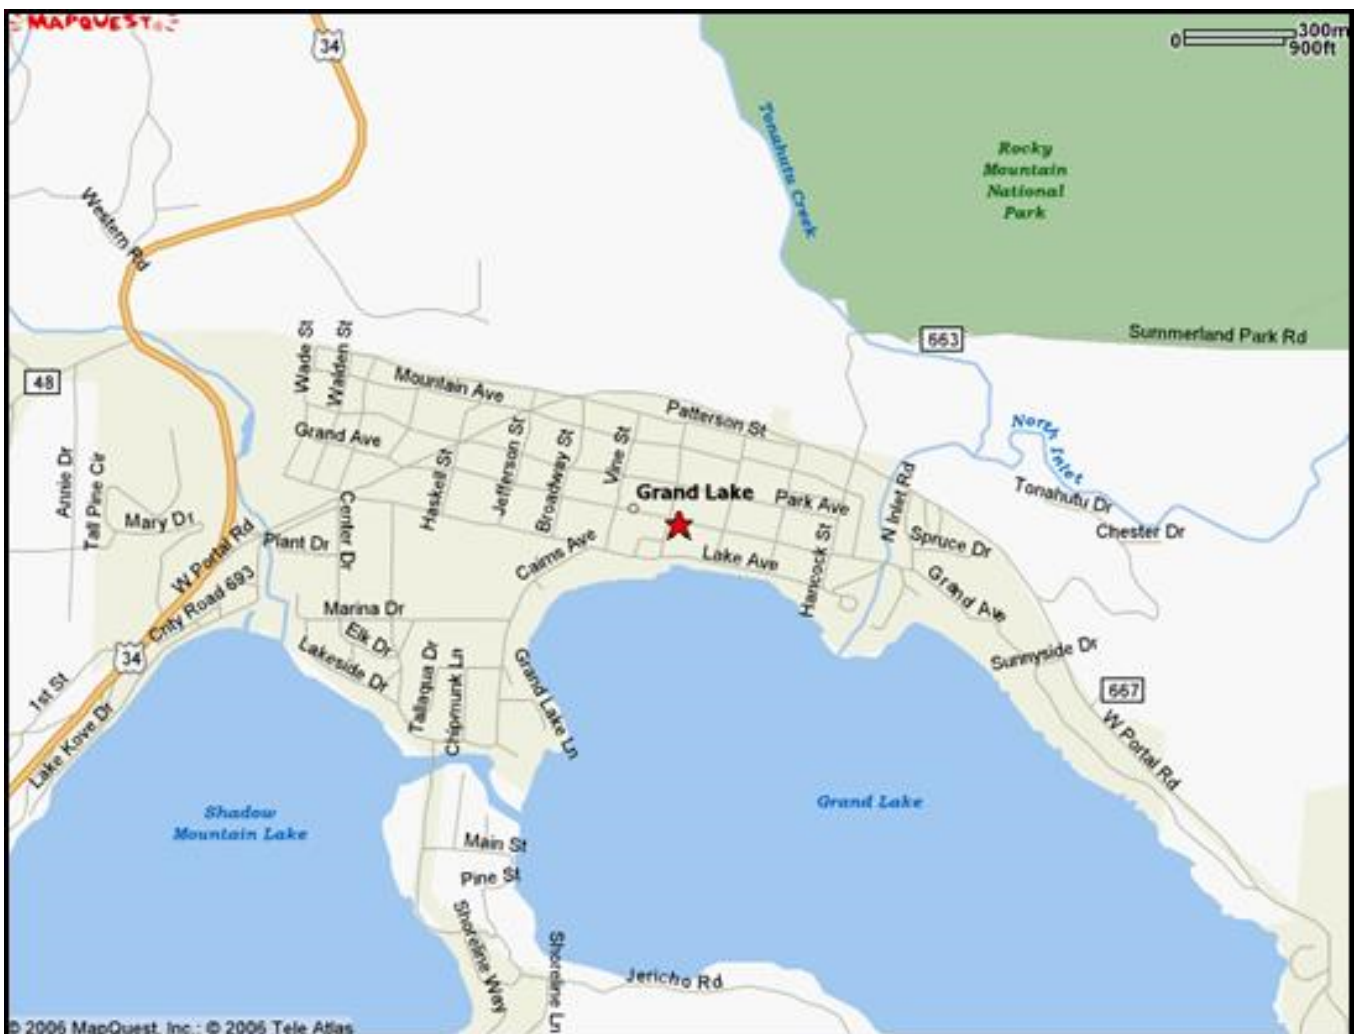 MAPQUEST
34
0
300m
900ft
Tonahutu Creek
Rocky
Mountain
National
Park
Western Rd
Wade St
Walden St
663
Summerland Park Rd
48
Mountain Ave
Patterson St
Grand Ave
Jefferson St
Broadway St
Vine St
Haskell St
North Inlet
Annie Dr
Tall Pine Cir
Mary Dr
Center Dr
Grand Lake
Park Ave
N Inlet Rd
Tonahutu Dr
Chester Dr
W Portal Rd
Plant Dr
Cairns Ave
Lake Ave
Hancock St
Spruce Dr
Cnty Road 693
Grand Ave
Marina Dr
Elk Dr
Lakeside Dr
34
1st St
Lake Kove Dr
Tallaqua Dr
Chipmunk Ln
Grand Lake Ln
Sunnyside Dr
667
W Portal Rd
Shadow
Mountain Lake
Grand Lake
Main St
Pine St
Shoreline Way
Shoreline Ln
Jericho Rd
© 2006 MapQuest, Inc.; © 2006 Tele Atlas